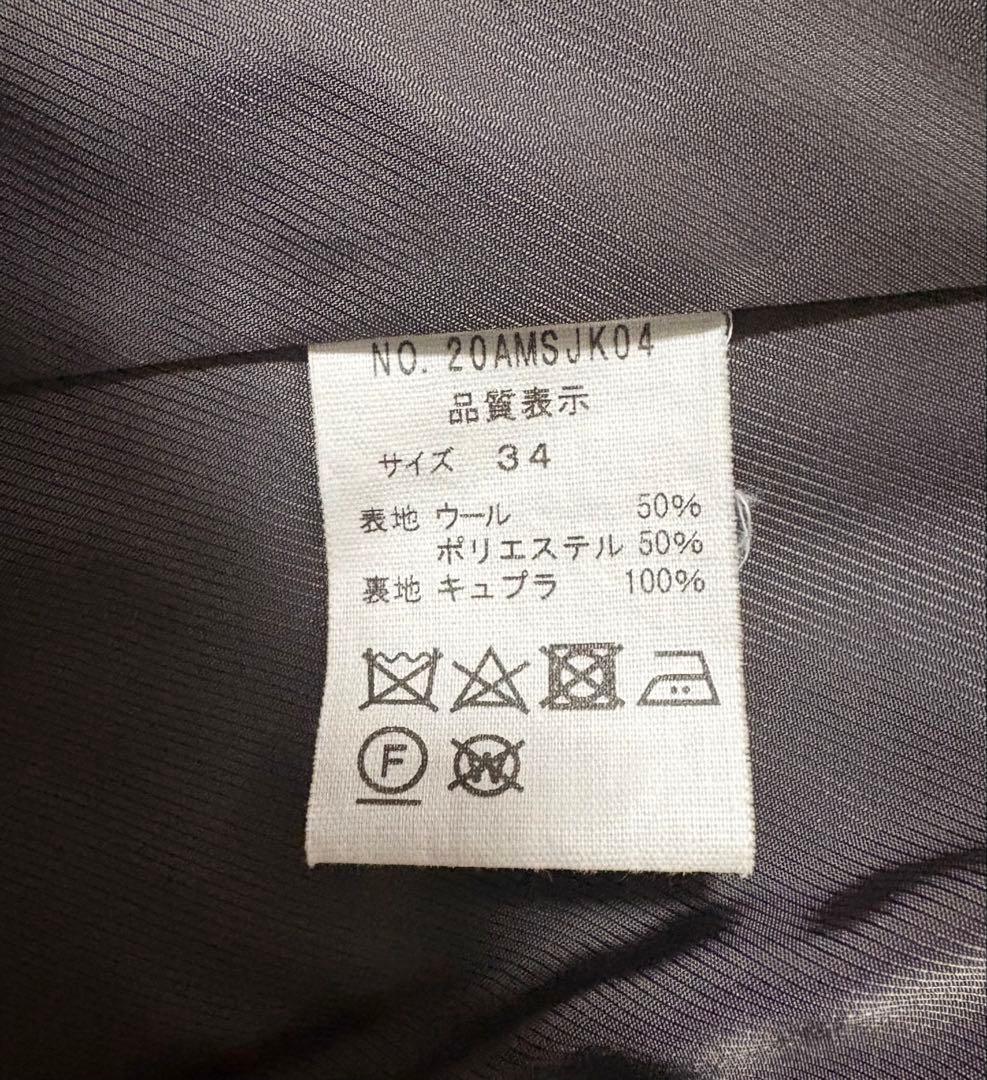 NO. 20AMSJK04
品質表示
サイズ 34
表地 ウール 50%
ポリエステル 50%
裏地 キュプラ 100%
F W